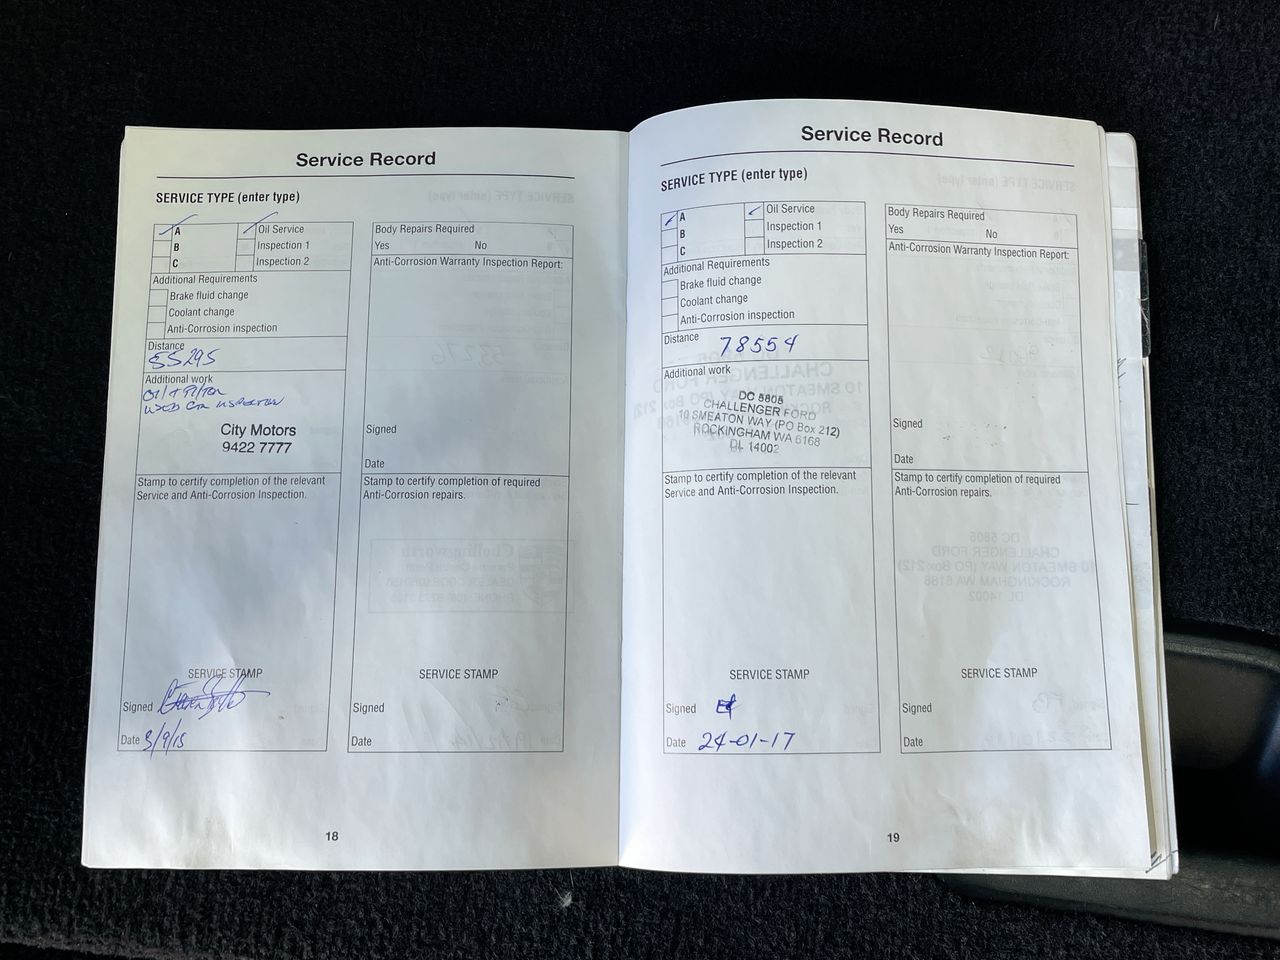 Service Record
SERVICE TYPE (enter type)
A
B
C
Oil Service
Inspection 1
Inspection 2
Additional Requirements
Brake fluid change
Coolant change
Anti-Corrosion inspection
Distance
55295
Additional work
City Motors
9422 7777
Stamp to certify completion of the relevant
Service and Anti-Corrosion Inspection.
SERVICE STAMP
Signed
Date 3/9/15
Body Repairs Required
Yes No
Anti-Corrosion Warranty Inspection Report:
Signed
Date
Stamp to certify completion of required
Anti-Corrosion repairs.
SERVICE STAMP
Signed
Date
18
Service Record
SERVICE TYPE (enter type)
A
B
C
Oil Service
Inspection 1
Inspection 2
Additional Requirements
Brake fluid change
Coolant change
Anti-Corrosion inspection
Distance 78554
Additional work
DC 5805
CHALLENGER FORD
10 SMEATON WAY (PO Box 212)
ROCKINGHAM WA 6168
DL 14002
Stamp to certify completion of the relevant
Service and Anti-Corrosion Inspection.
SERVICE STAMP
Signed
Date 24-01-17
Body Repairs Required
Yes No
Anti-Corrosion Warranty Inspection Report:
Signed
Date
Stamp to certify completion of required
Anti-Corrosion repairs.
SERVICE STAMP
Signed
Date
19